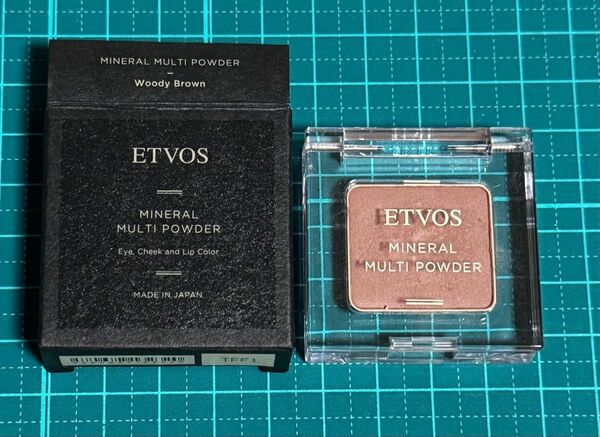 MINERAL MULTI POWDER
Woody Brown
ETVOS
MINERAL
MULTI POWDER
Eye, Cheek and Lip Color
MADE IN JAPAN
TFF1
ETVOS
MINERAL
MULTI POWDER